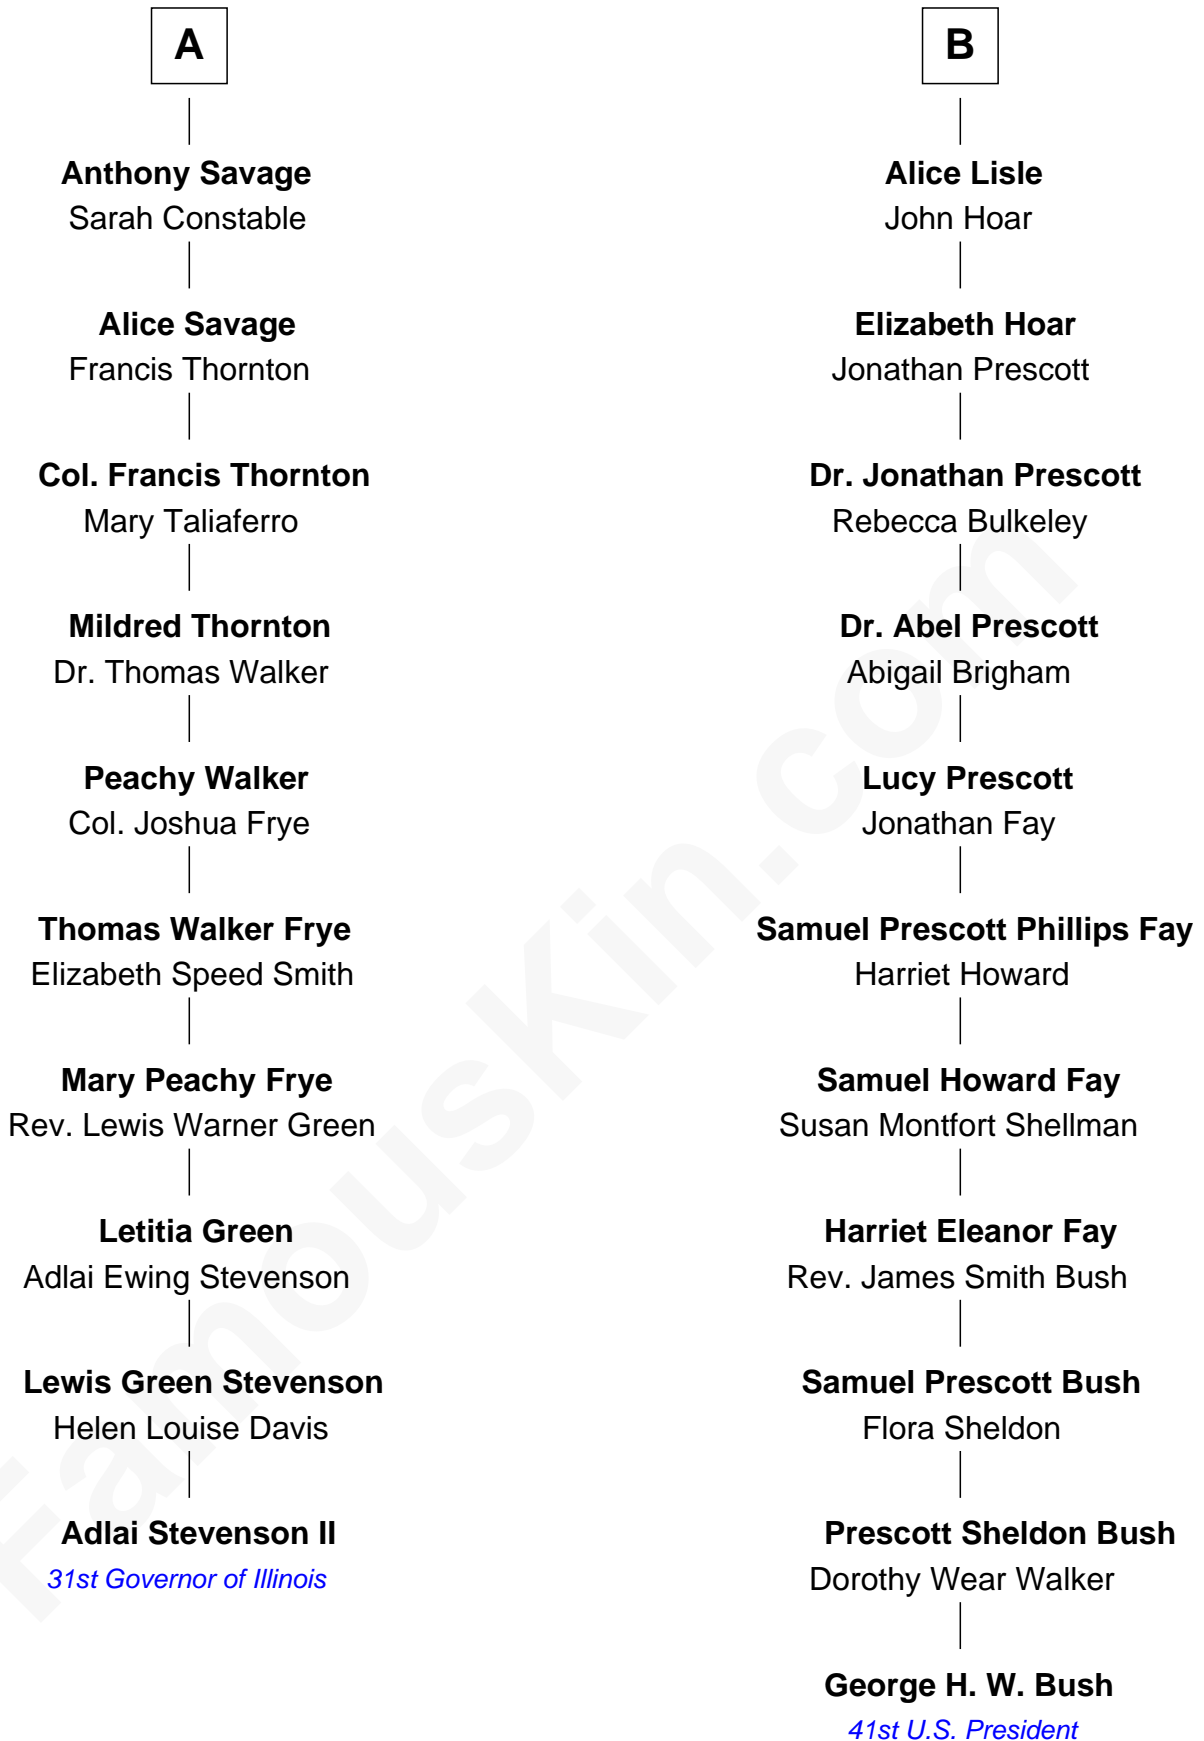 A
Anthony Savage
Sarah Constable
Alice Savage
Francis Thornton
Col. Francis Thornton
Mary Taliaferro
Mildred Thornton
Dr. Thomas Walker
Peachy Walker
Col. Joshua Frye
Thomas Walker Frye
Elizabeth Speed Smith
Mary Peachy Frye
Rev. Lewis Warner Green
Letitia Green
Adlai Ewing Stevenson
Lewis Green Stevenson
Helen Louise Davis
Adlai Stevenson II
31st Governor of Illinois
B
Alice Lisle
John Hoar
Elizabeth Hoar
Jonathan Prescott
Dr. Jonathan Prescott
Rebecca Bulkeley
Dr. Abel Prescott
Abigail Brigham
Lucy Prescott
Jonathan Fay
Samuel Prescott Phillips Fay
Harriet Howard
Samuel Howard Fay
Susan Montfort Shellman
Harriet Eleanor Fay
Rev. James Smith Bush
Samuel Prescott Bush
Flora Sheldon
Prescott Sheldon Bush
Dorothy Wear Walker
George H. W. Bush
41st U.S. President
FamousKin.com